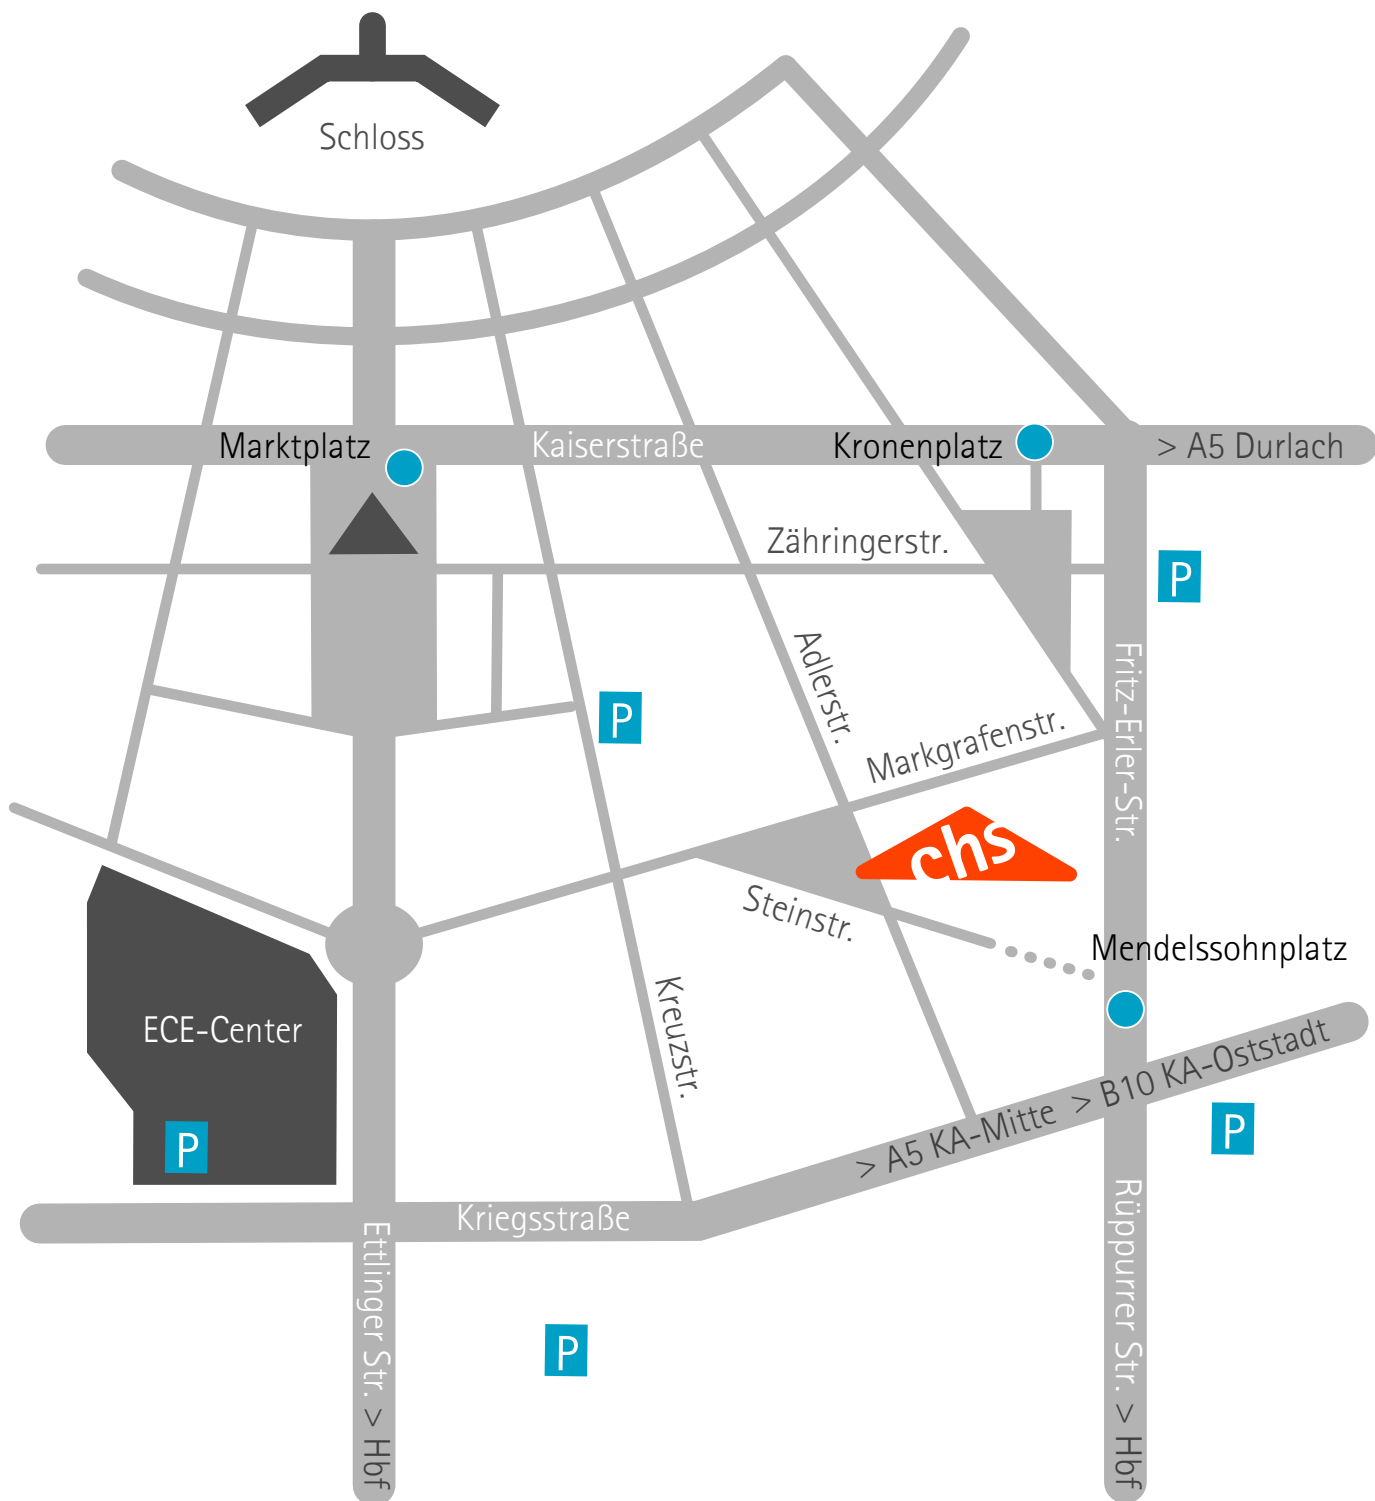 Schloss
Marktplatz
Kaiserstraße
Kronenplatz
> A5 Durlach
Zähringerstr.
P
Adlerstr.
Fritz-Erler-Str.
P
Markgrafenstr.
chs
Steinstr.
Mendelssohnplatz
ECE-Center
Kreuzstr.
> A5 KA-Mitte
> B10 KA-Oststadt
P
P
Kriegsstraße
Ettlinger Str. > Hbf
Rüppurrer Str. > Hbf
P